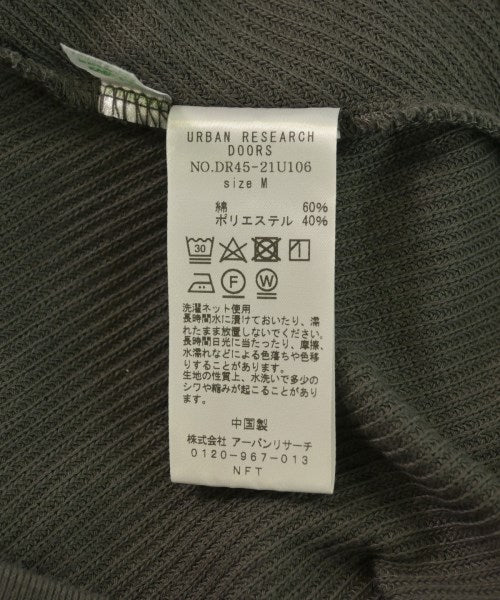 URBAN RESEARCH
DOORS
NO.DR45-21U106
size M
綿 60%
ポリエステル 40%
30
F W
洗濯ネット使用
長時間水に漬けておいたり、濡
れたまま放置しないでください。
長時間日光に当たったり、摩擦、
水濡れなどによる色落ちや色移
りすることがあります。
生地の性質上、水洗いで多少の
シワや縮みが起こることがあり
ます。
中国製
株式会社 アーバンリサーチ
0120-967-013
NFT